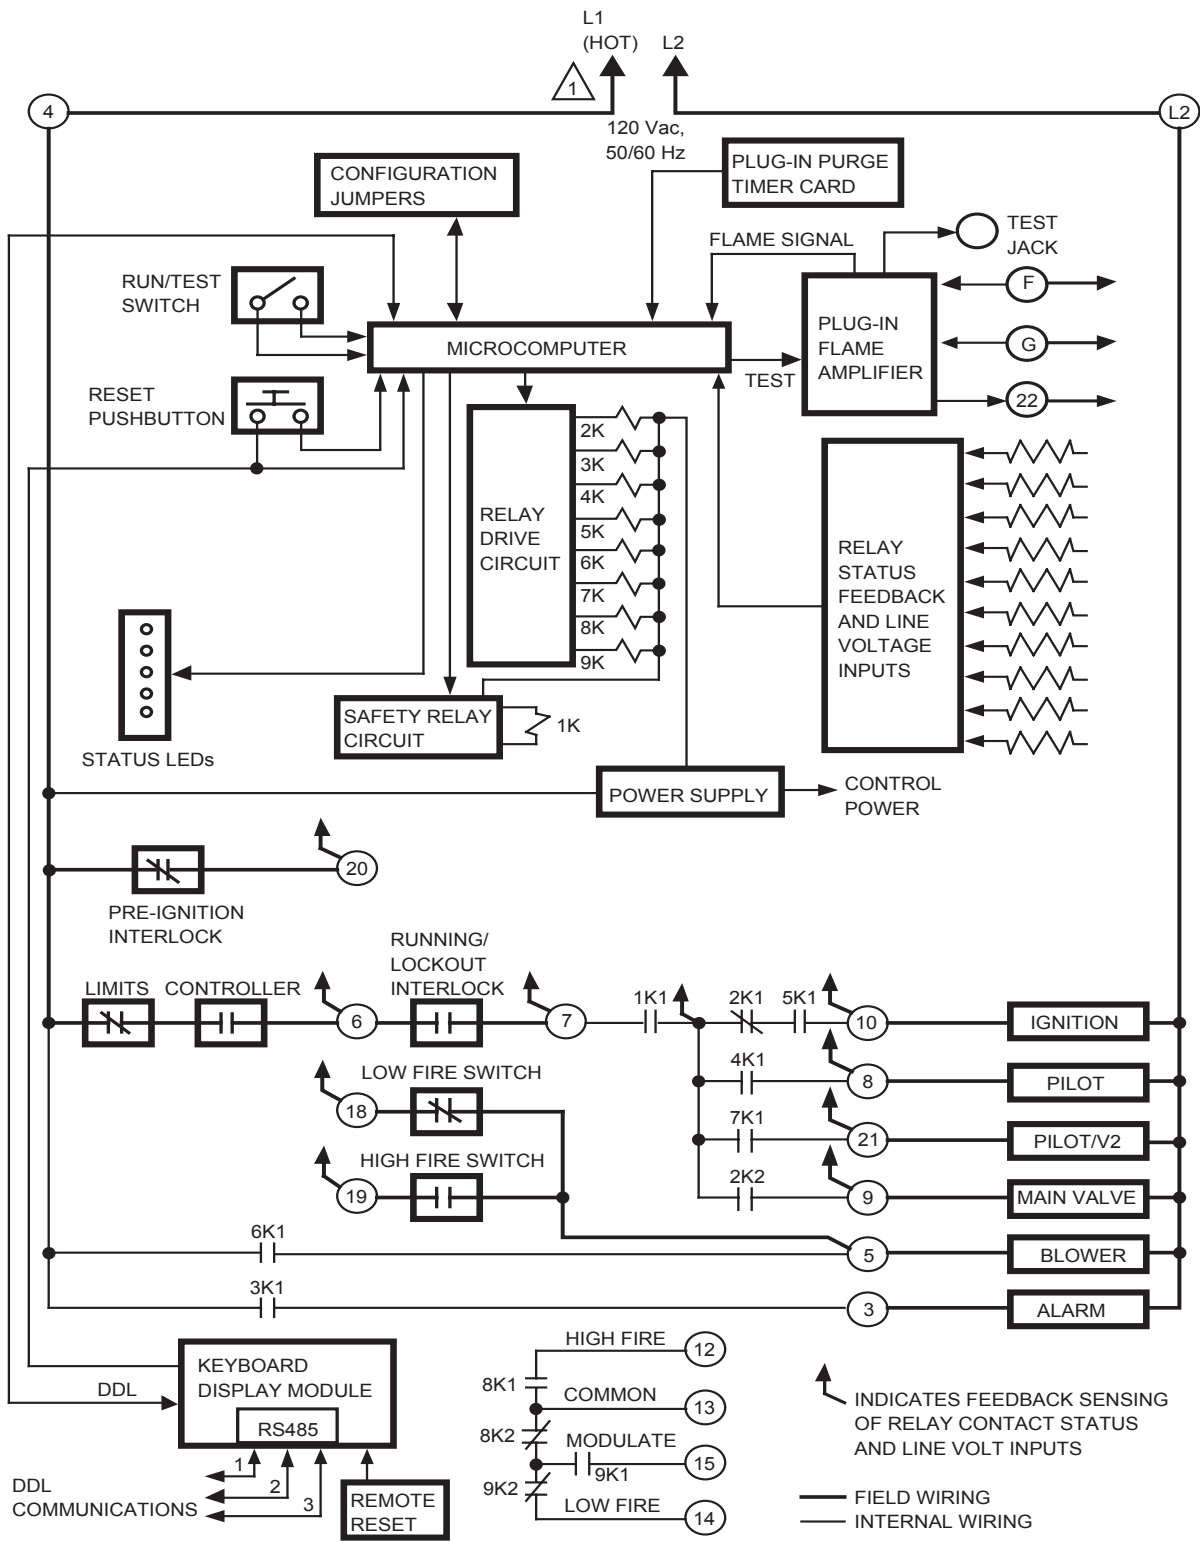 L1
(HOT) L2
1
4
L2
120 Vac,
50/60 Hz
PLUG-IN PURGE
TIMER CARD
CONFIGURATION
JUMPERS
FLAME SIGNAL
TEST
JACK
RUN/TEST
SWITCH
F
PLUG-IN
FLAME
AMPLIFIER
MICROCOMPUTER
G
TEST
22
RESET
PUSHBUTTON
2K
3K
4K
5K
6K
7K
8K
9K
RELAY
DRIVE
CIRCUIT
RELAY
STATUS
FEEDBACK
AND LINE
VOLTAGE
INPUTS
STATUS LEDs
SAFETY RELAY
CIRCUIT
1K
POWER SUPPLY
CONTROL
POWER
20
PRE-IGNITION
INTERLOCK
RUNNING/
LOCKOUT
INTERLOCK
LIMITS CONTROLLER
6
7
1K1
2K1
5K1
10
IGNITION
LOW FIRE SWITCH
18
4K1
8
PILOT
7K1
21
PILOT/V2
HIGH FIRE SWITCH
19
2K2
9
MAIN VALVE
6K1
5
BLOWER
3K1
3
ALARM
KEYBOARD
DISPLAY MODULE
RS485
DDL
1
2
3
DDL
COMMUNICATIONS
REMOTE
RESET
HIGH FIRE
12
8K1
COMMON
13
8K2
MODULATE
15
9K1
9K2
LOW FIRE
14
INDICATES FEEDBACK SENSING
OF RELAY CONTACT STATUS
AND LINE VOLT INPUTS
FIELD WIRING
INTERNAL WIRING